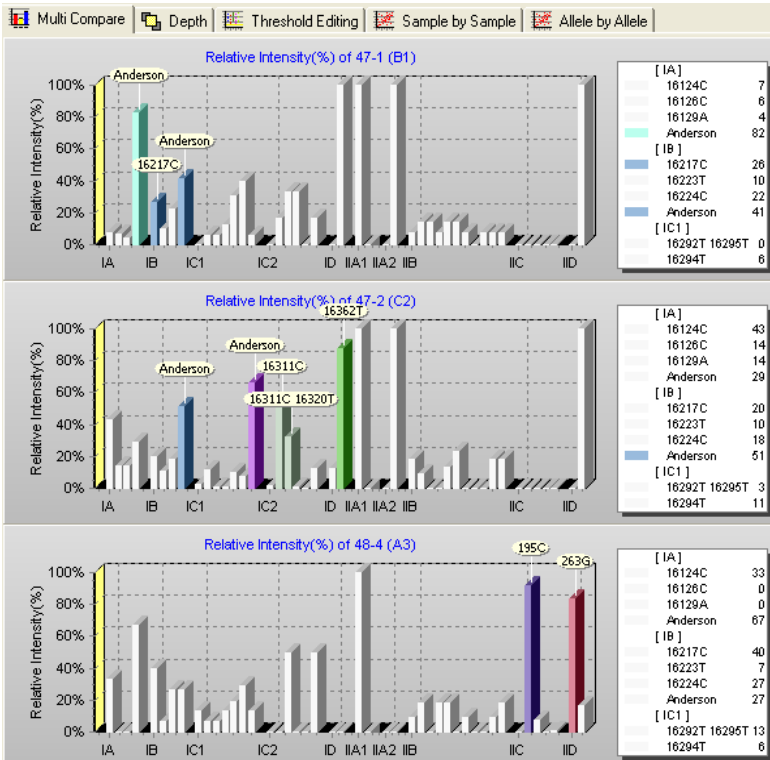 Multi Compare Depth Threshold Editing Sample by Sample Allele by Allele
Relative Intensity(%) of 47-1 (B1)
Relative Intensity(%)
100%
80%
60%
40%
20%
0%
Anderson
16217C
Anderson
IA IB IC1 IC2 ID IIA1 IIA2 IIB IIC IID
[ IA ]
16124C 7
16126C 6
16129A 4
Anderson 82
[ IB ]
16217C 26
16223T 10
16224C 22
Anderson 41
[ IC1 ]
16292T 16295T 0
16294T 6
Relative Intensity(%) of 47-2 (C2)
Relative Intensity(%)
100%
80%
60%
40%
20%
0%
16362T
Anderson
Anderson
16311C
16311C 16320T
IA IB IC1 IC2 ID IIA1 IIA2 IIB IIC IID
[ IA ]
16124C 43
16126C 14
16129A 14
Anderson 29
[ IB ]
16217C 20
16223T 10
16224C 18
Anderson 51
[ IC1 ]
16292T 16295T 3
16294T 11
Relative Intensity(%) of 48-4 (A3)
Relative Intensity(%)
100%
80%
60%
40%
20%
0%
195C
263G
IA IB IC1 IC2 ID IIA1 IIA2 IIB IIC IID
[ IA ]
16124C 33
16126C 0
16129A 0
Anderson 67
[ IB ]
16217C 40
16223T 7
16224C 27
Anderson 27
[ IC1 ]
16292T 16295T 13
16294T 6